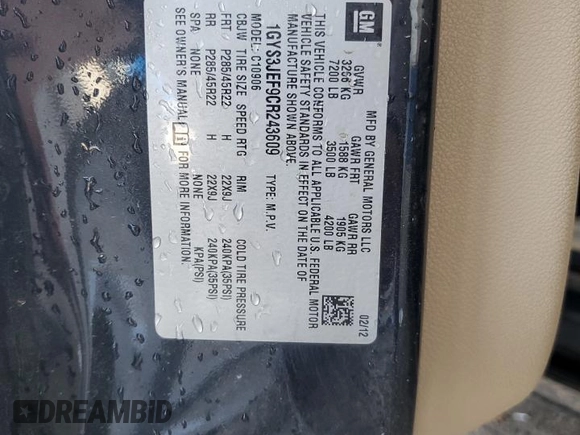 GM
MFD BY GENERAL MOTORS LLC
02/12
GVWR GAWR FRT GAWR RR
3266 KG 1588 KG 1905 KG
7200 LB 3500 LB 4200 LB
THIS VEHICLE CONFORMS TO ALL APPLICABLE U.S. FEDERAL MOTOR
VEHICLE SAFETY STANDARDS IN EFFECT ON THE DATE OF
MANUFACTURE SHOWN ABOVE.
1GYS3JEF9CR243609 TYPE: M.P.V.
MODEL: C10906
CBJW TIRE SIZE SPEED RTG RIM COLD TIRE PRESSURE
FRT P285/45R22 H 22X9J 240KPA(35PSI)
RR P285/45R22 H 22X9J 240KPA(35PSI)
SPA NONE NONE KPA(PSI)
SEE OWNER'S MANUAL FOR MORE INFORMATION.
DREAMBID